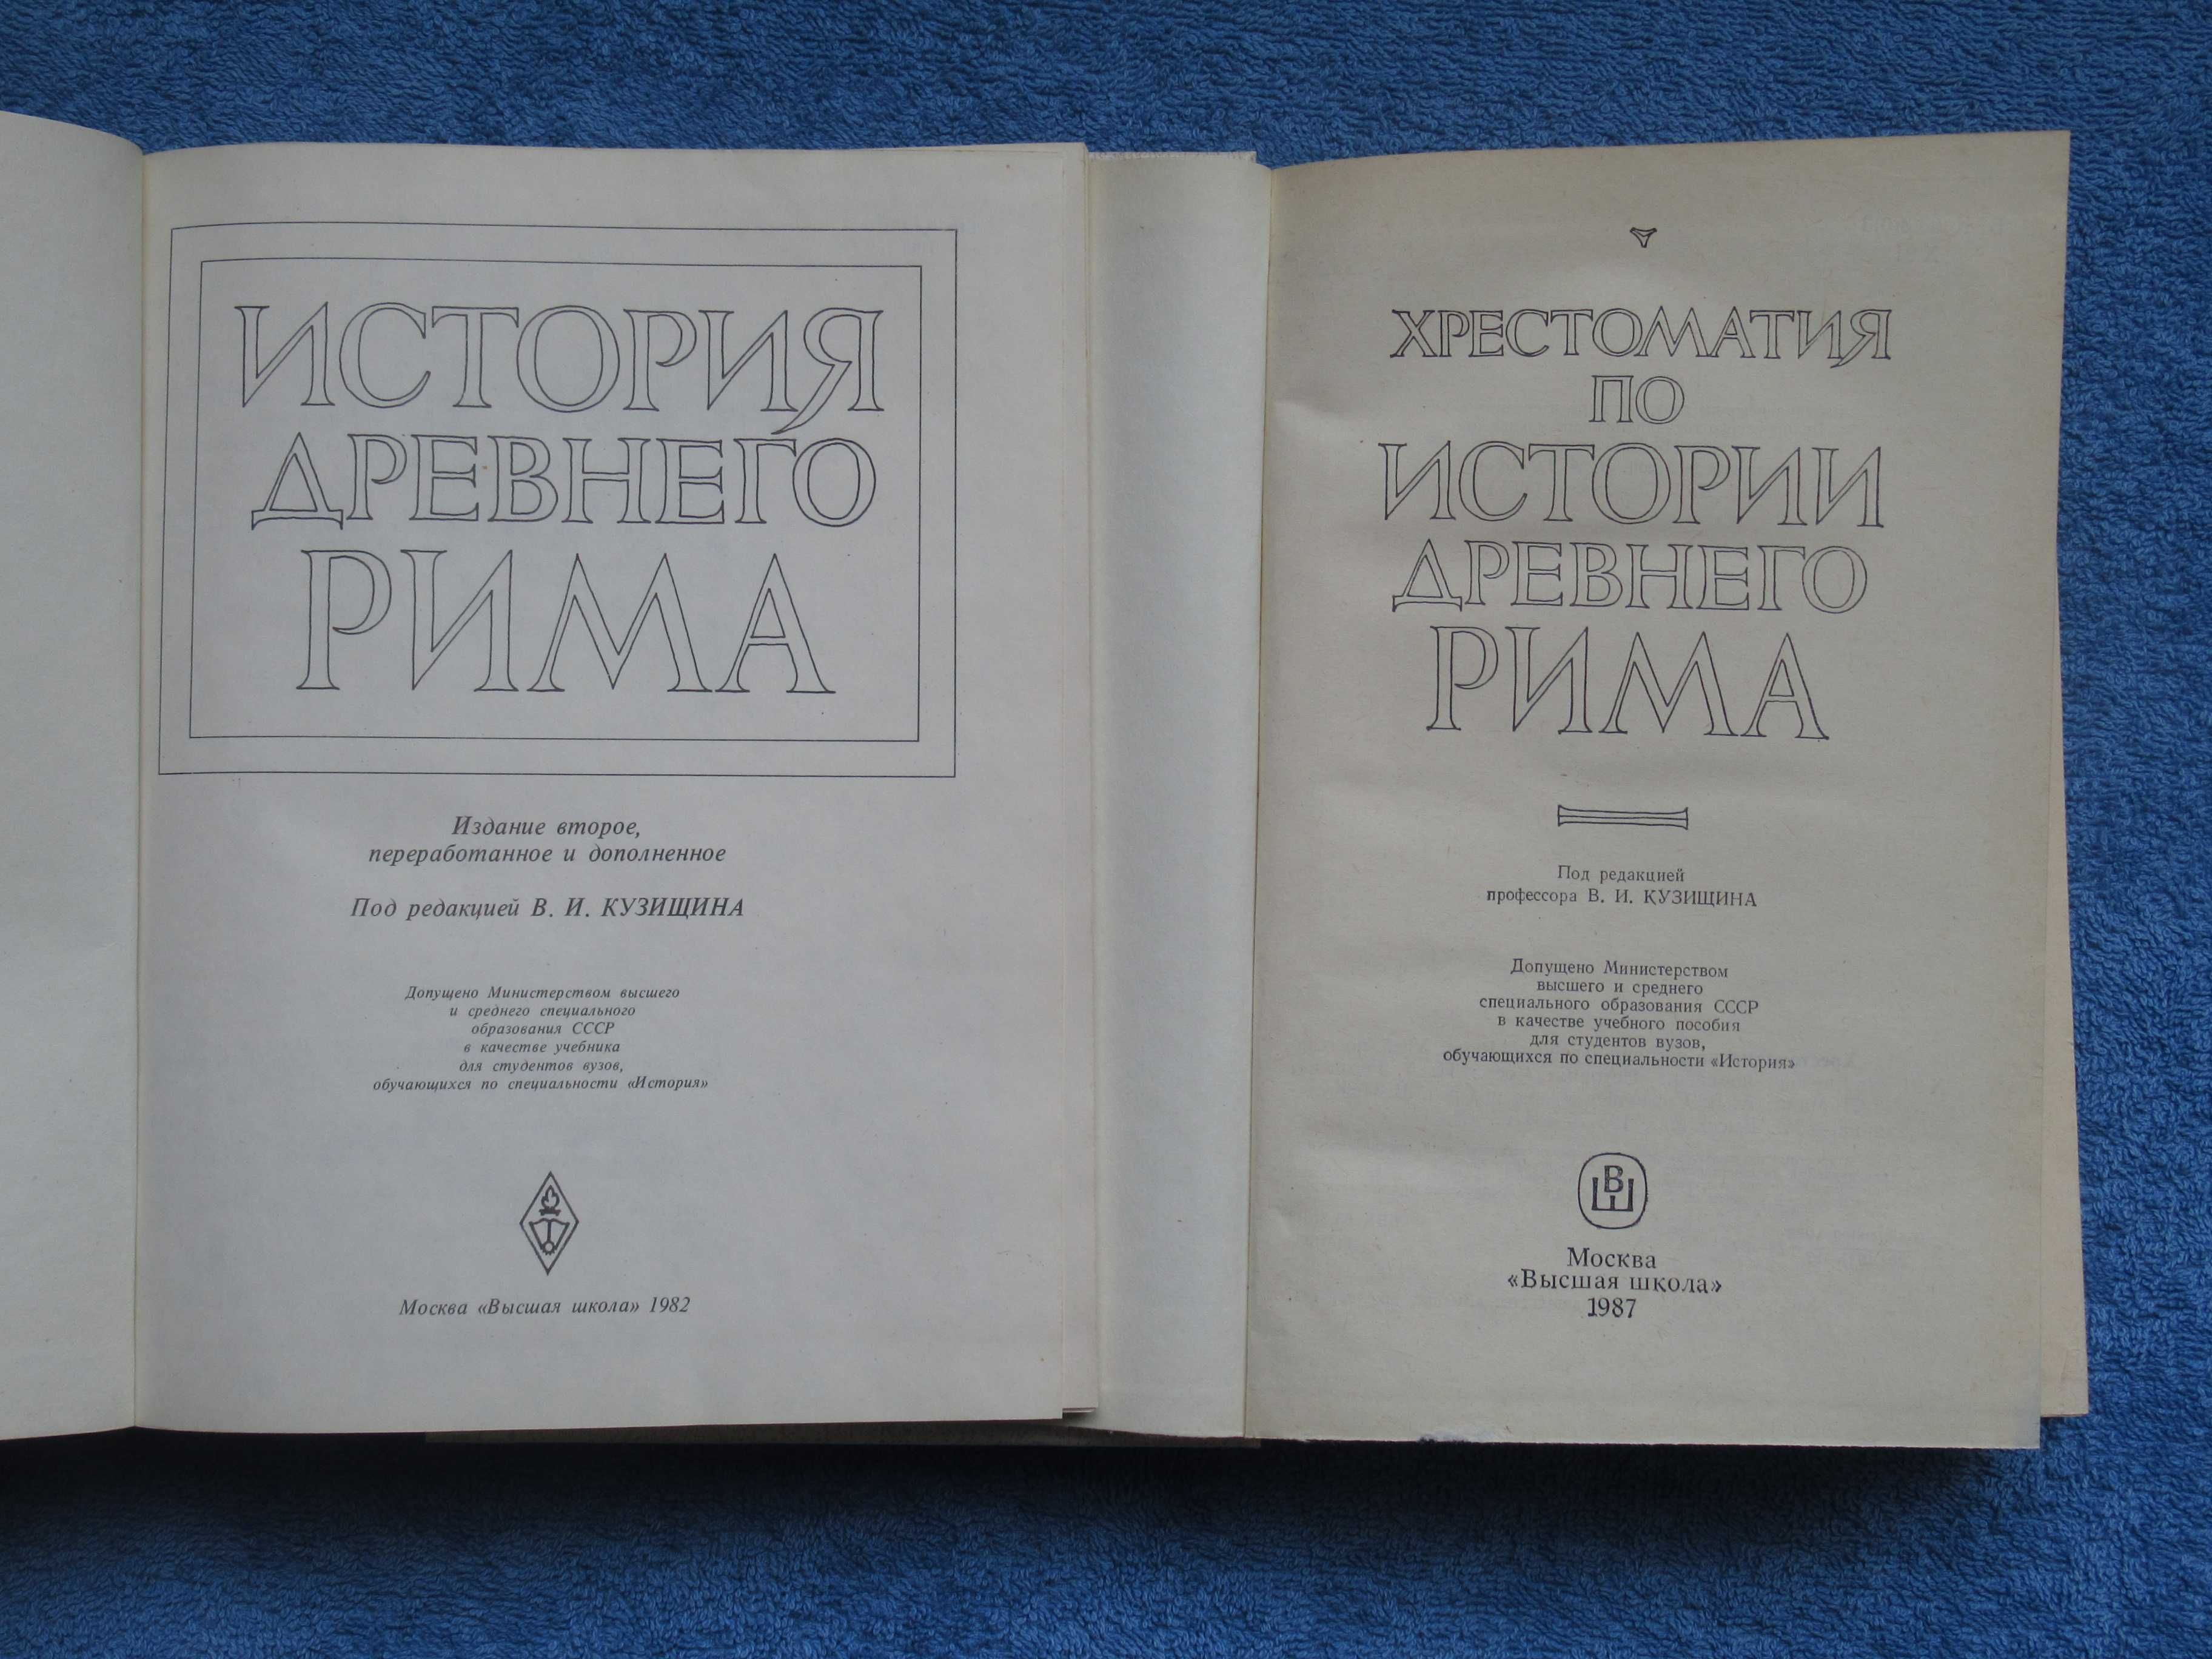 ИСТОРИЯ
ДРЕВНЕГО
РИМА
Издание второе,
переработанное и дополненное
Под редакцией В. И. КУЗИЩИНА
Допущено Министерством высшего
и среднего специального
образования СССР
в качестве учебника
для студентов вузов,
обучающихся по специальности «История»
Москва «Высшая школа» 1982
ХРЕСТОМАТИЯ
ПО
ИСТОРИИ
ДРЕВНЕГО
РИМА
Под редакцией
профессора В. И. КУЗИЩИНА
Допущено Министерством
высшего и среднего
специального образования СССР
в качестве учебного пособия
для студентов вузов,
обучающихся по специальности «История»
ВШ
Москва
«Высшая школа»
1987